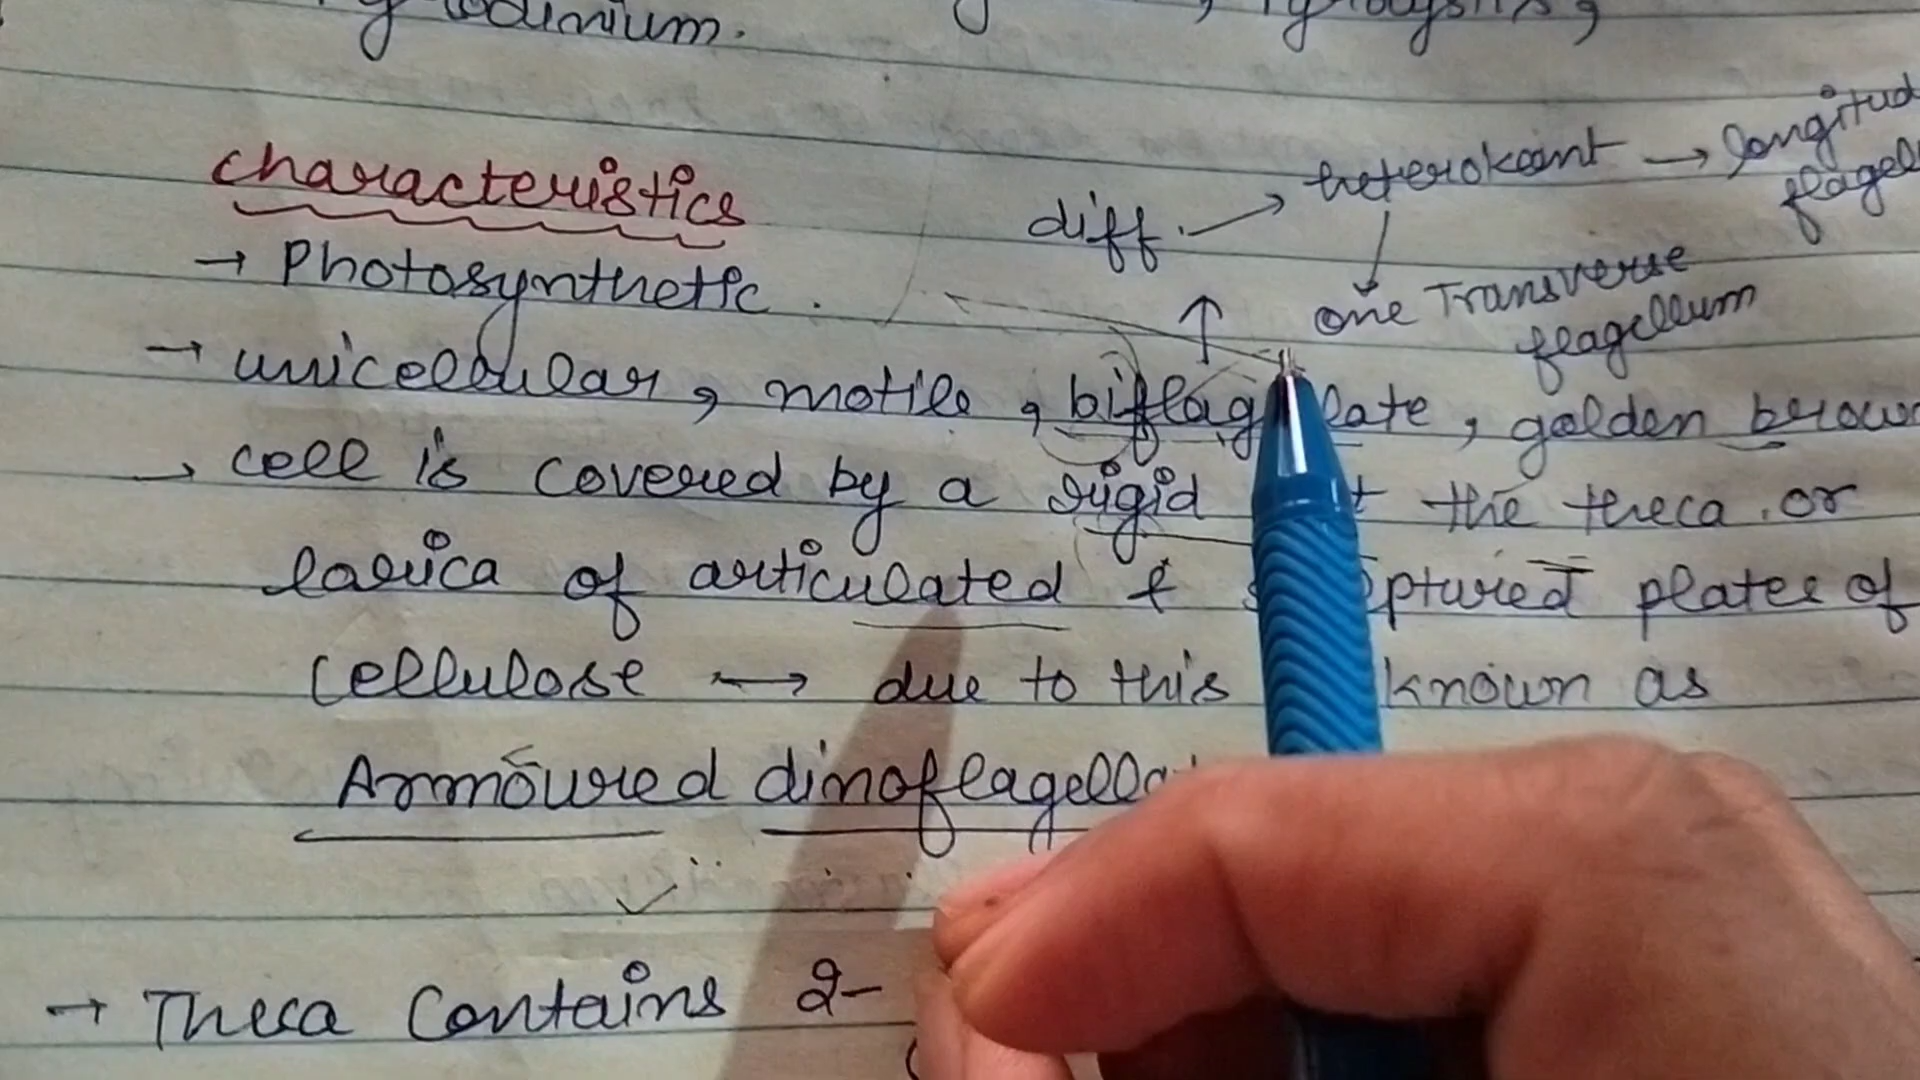 characteristics
→ Photosynthetic.
diff. → heterokont → longitud
flagel
↓
one Transverse
flagellum
↑
→ unicellular, motile, biflag late, golden brow
→ cell is covered by a rigid the theca or
larica of articulated & ptured plates of
cellulose → due to this known as
Armoured dinoflagella
→ Theca Contains 2-